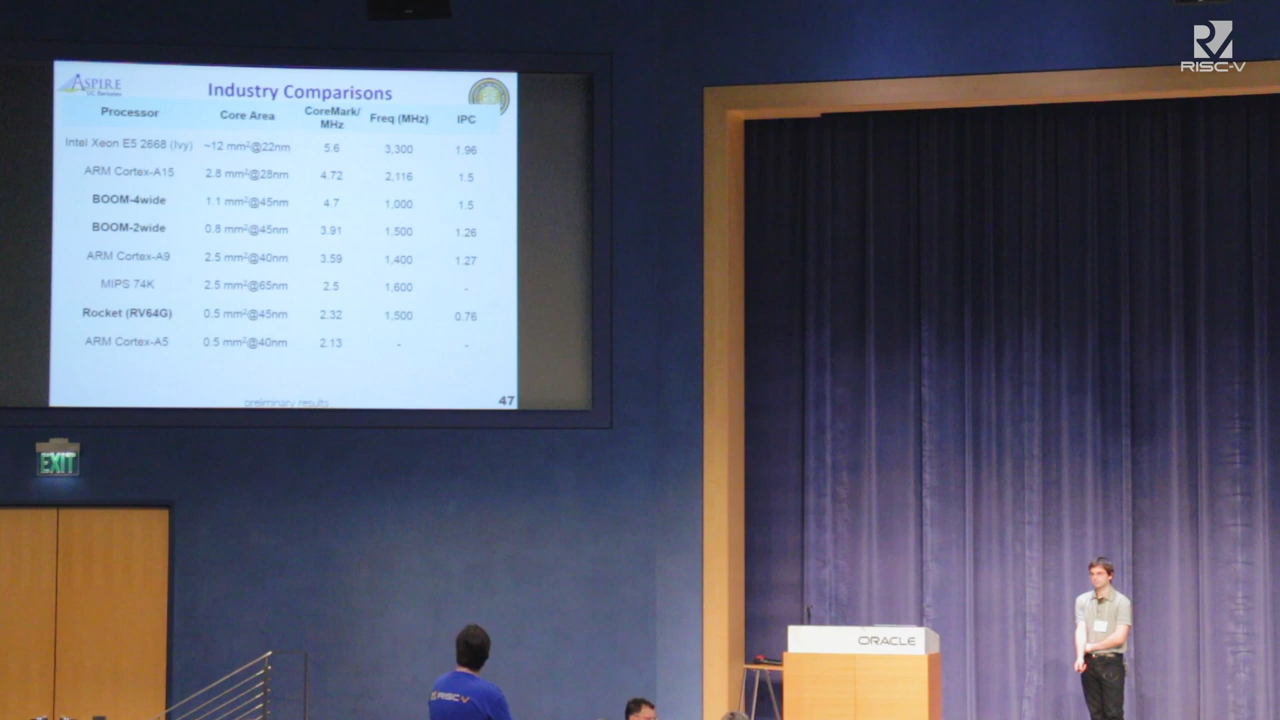 RISC-V
ASPIRE
UC Berkeley
Industry Comparisons
Processor Core Area CoreMark/MHz Freq (MHz) IPC
Intel Xeon E5 2668 (Ivy) ~12 mm²@22nm 5.6 3,300 1.96
ARM Cortex-A15 2.8 mm²@28nm 4.72 2,116 1.5
BOOM-4wide 1.1 mm²@45nm 4.7 1,000 1.5
BOOM-2wide 0.8 mm²@45nm 3.91 1,500 1.26
ARM Cortex-A9 2.5 mm²@40nm 3.59 1,400 1.27
MIPS 74K 2.5 mm²@65nm 2.5 1,600 -
Rocket (RV64G) 0.5 mm²@45nm 2.32 1,500 0.76
ARM Cortex-A5 0.5 mm²@40nm 2.13 - -
preliminary results
47
EXIT
ORACLE
RISC-V